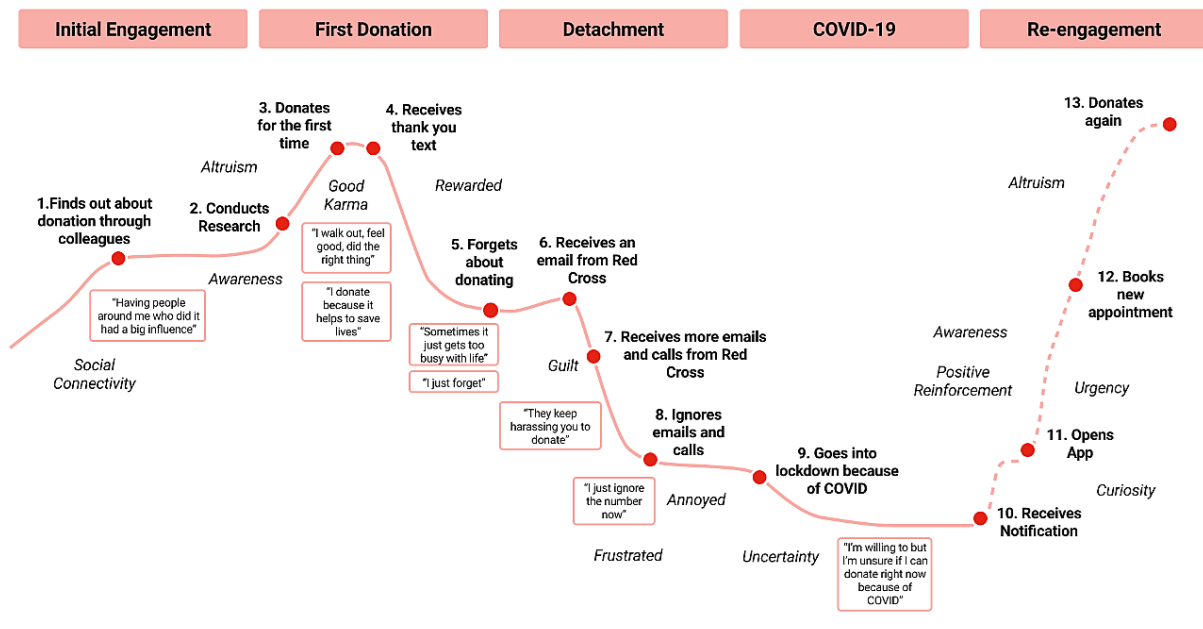 Initial Engagement
First Donation
Detachment
COVID-19
Re-engagement
1.Finds out about
donation through
colleagues
"Having people
around me who did it
had a big influence"
Social
Connectivity
Altruism
2. Conducts
Research
Awareness
3. Donates
for the first
time
4. Receives
thank you
text
Good
Karma
"I walk out, feel
good, did the
right thing"
"I donate
because it
helps to save
lives"
Rewarded
5. Forgets
about
donating
"Sometimes it
just gets too
busy with life"
"I just forget"
6. Receives an
email from Red
Cross
Guilt
7. Receives more emails
and calls from Red
Cross
"They keep
harassing you to
donate"
8. Ignores
emails and
calls
"I just ignore
the number
now"
Annoyed
Frustrated
9. Goes into
lockdown because
of COVID
Uncertainty
"I'm willing to but
I'm unsure if I can
donate right now
because of
COVID"
10. Receives
Notification
Curiosity
11. Opens
App
Awareness
Positive
Reinforcement
Urgency
12. Books
new
appointment
Altruism
13. Donates
again